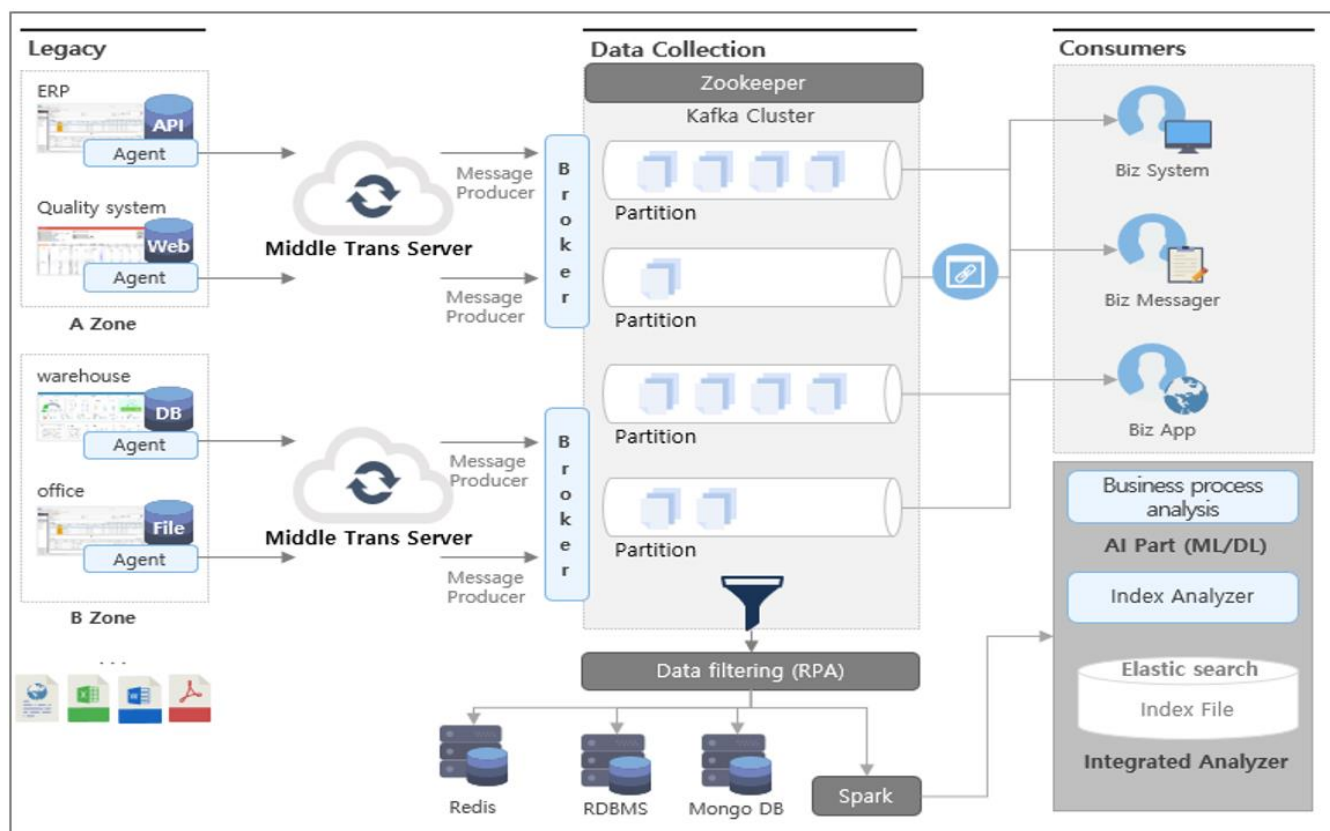 Legacy
ERP
API
Agent
Quality system
Web
Agent
A Zone
warehouse
DB
Agent
office
File
Agent
B Zone
...
Middle Trans Server
Message
Producer
Message
Producer
Middle Trans Server
Message
Producer
Message
Producer
Data Collection
Zookeeper
Kafka Cluster
Broker
Partition
Partition
Broker
Partition
Partition
Data filtering (RPA)
Redis
RDBMS
Mongo DB
Spark
Consumers
Biz System
Biz Messager
Biz App
Business process
analysis
AI Part (ML/DL)
Index Analyzer
Elastic search
Index File
Integrated Analyzer